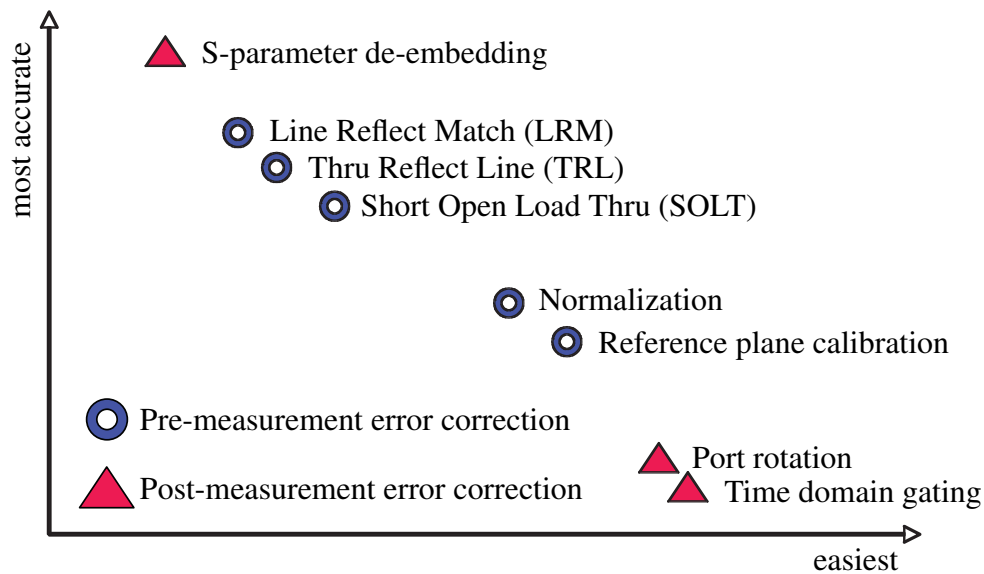 most accurate
S-parameter de-embedding
Line Reflect Match (LRM)
Thru Reflect Line (TRL)
Short Open Load Thru (SOLT)
Normalization
Reference plane calibration
Pre-measurement error correction
Port rotation
Post-measurement error correction
Time domain gating
easiest